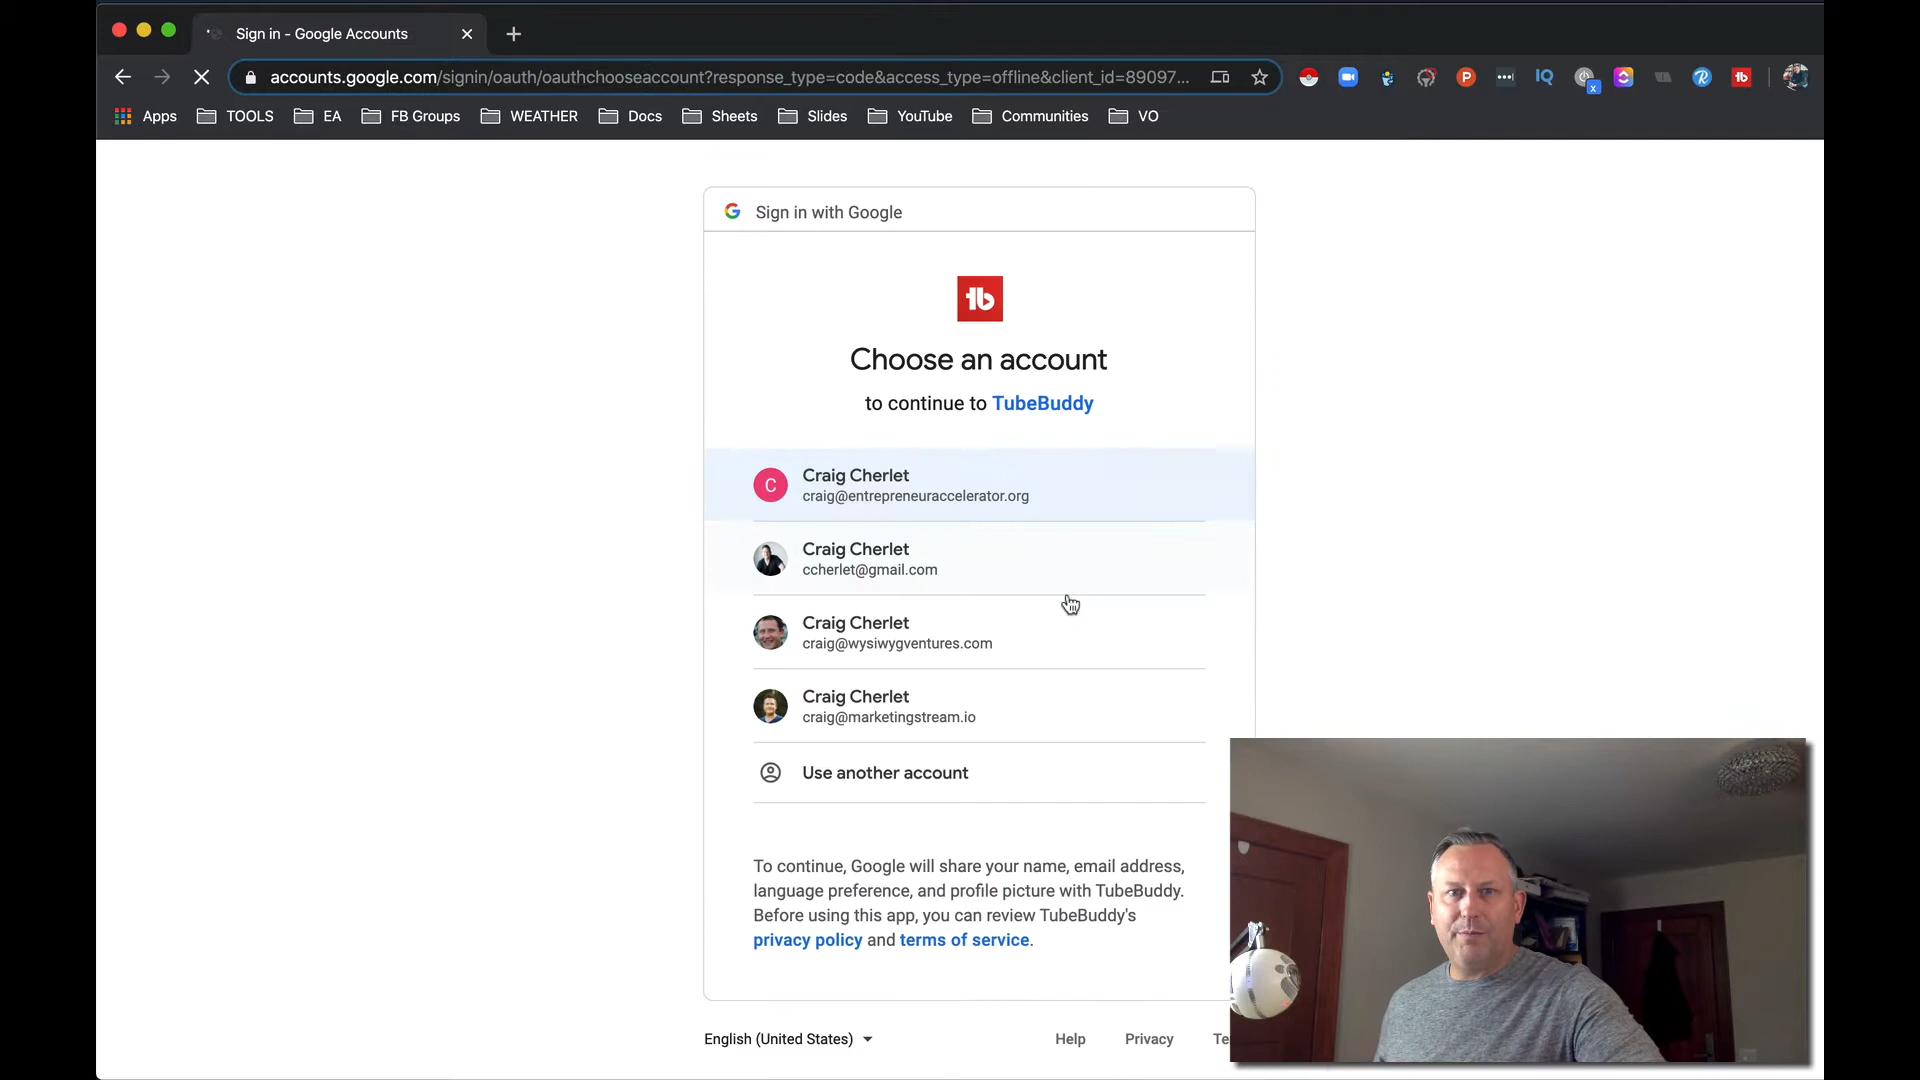 Sign in - Google Accounts
accounts.google.com/signin/oauth/oauthchooseaccount?response_type=code&access_type=offline&client_id=89097...
Apps TOOLS EA FB Groups WEATHER Docs Sheets Slides YouTube Communities VO
Sign in with Google
tb
Choose an account
to continue to TubeBuddy
C
Craig Cherlet
craig@entrepreneuraccelerator.org
Craig Cherlet
ccherlet@gmail.com
Craig Cherlet
craig@wysiwygventures.com
Craig Cherlet
craig@marketingstream.io
Use another account
To continue, Google will share your name, email address,
language preference, and profile picture with TubeBuddy.
Before using this app, you can review TubeBuddy's
privacy policy and terms of service.
English (United States) Help Privacy Te